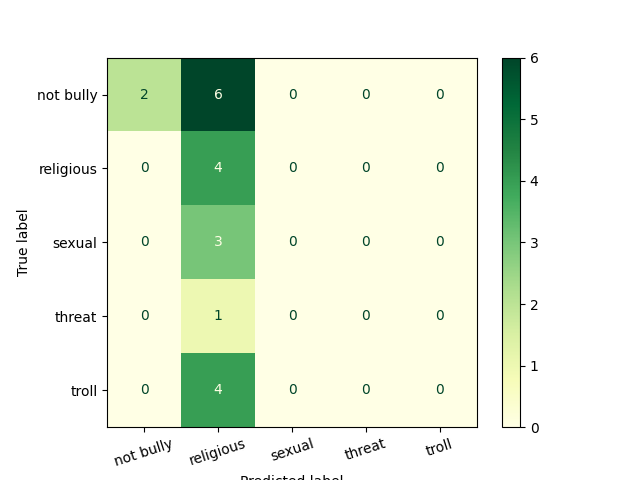 not bully 2 6 0 0 0
religious 0 4 0 0 0
sexual 0 3 0 0 0
threat 0 1 0 0 0
troll 0 4 0 0 0
not bully religious sexual threat troll
True label
Predicted label
6
5
4
3
2
1
0